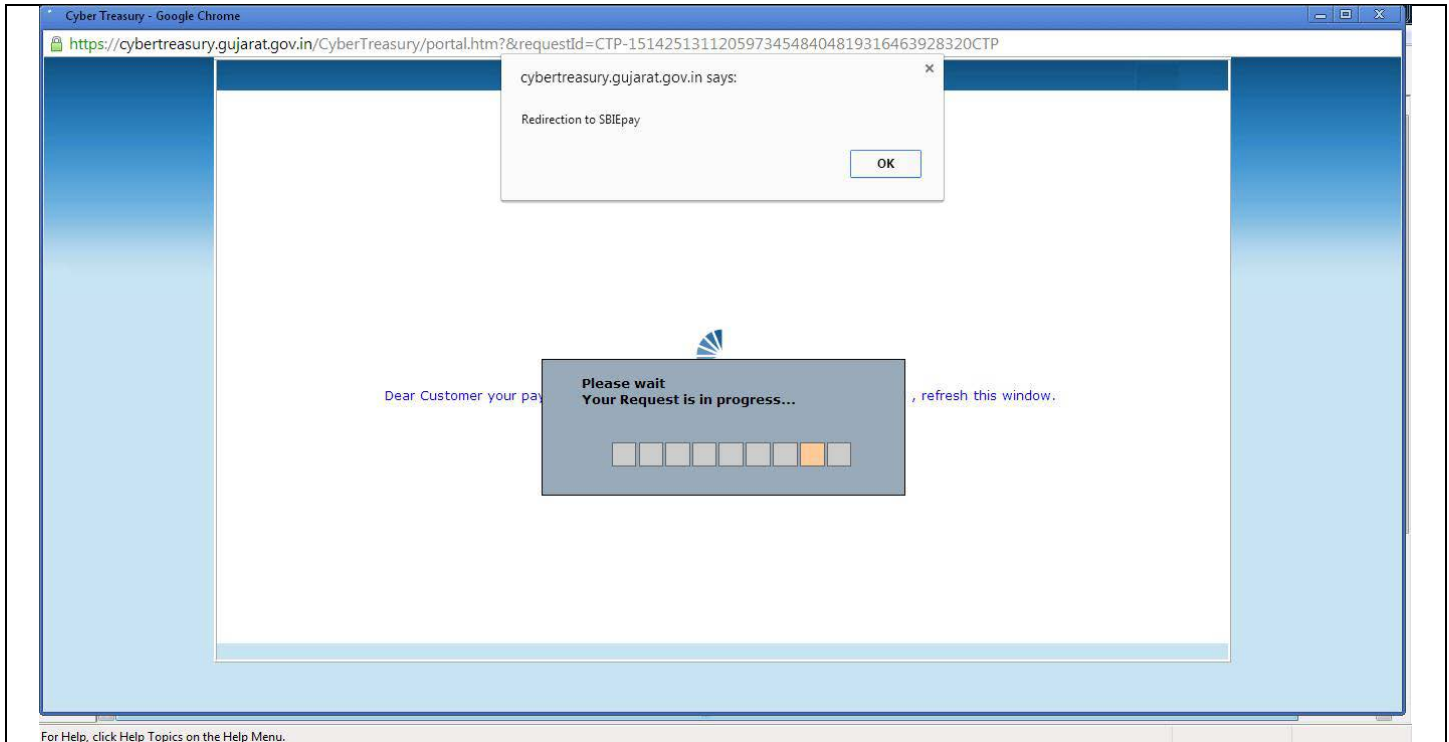 Cyber Treasury - Google Chrome
https://cybertreasury.gujarat.gov.in/CyberTreasury/portal.htm?&requestId=CTP-15142513112059734548404819316463928320CTP
cybertreasury.gujarat.gov.in says:
Redirection to SBIEpay
OK
Please wait
Your Request is in progress...
Dear Customer your pay , refresh this window.
For Help, click Help Topics on the Help Menu.